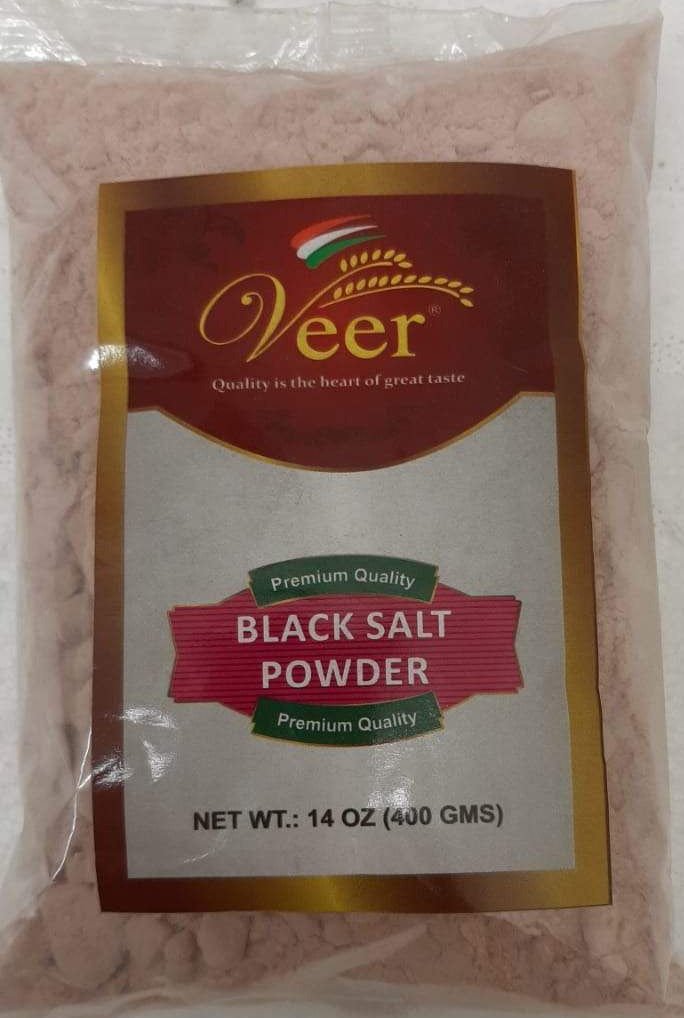 Veer®
Quality is the heart of great taste
Premium Quality
BLACK SALT
POWDER
Premium Quality
NET WT.: 14 OZ (400 GMS)